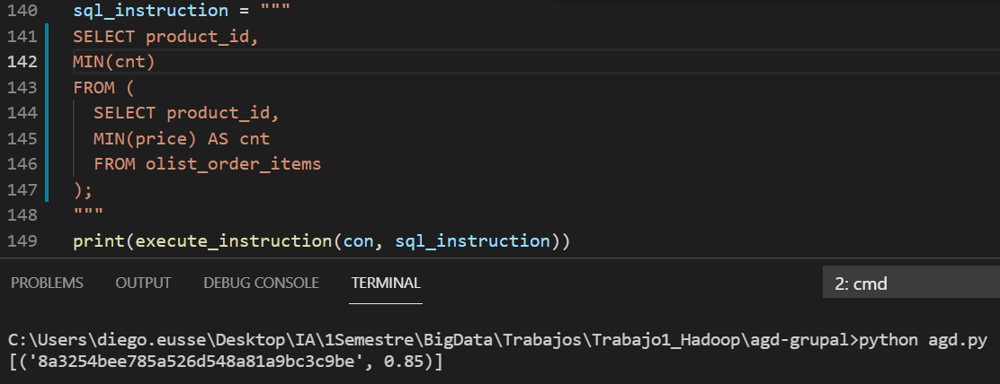 140 sql_instruction = """
141 SELECT product_id,
142 MIN(cnt)
143 FROM (
144   SELECT product_id,
145   MIN(price) AS cnt
146   FROM olist_order_items
147 );
148 """
149 print(execute_instruction(con, sql_instruction))
PROBLEMS OUTPUT DEBUG CONSOLE TERMINAL 2: cmd
C:\Users\diego.eusse\Desktop\IA\1Semestre\BigData\Trabajos\Trabajo1_Hadoop\agd-grupal>python agd.py
[('8a3254bee785a526d548a81a9bc3c9be', 0.85)]